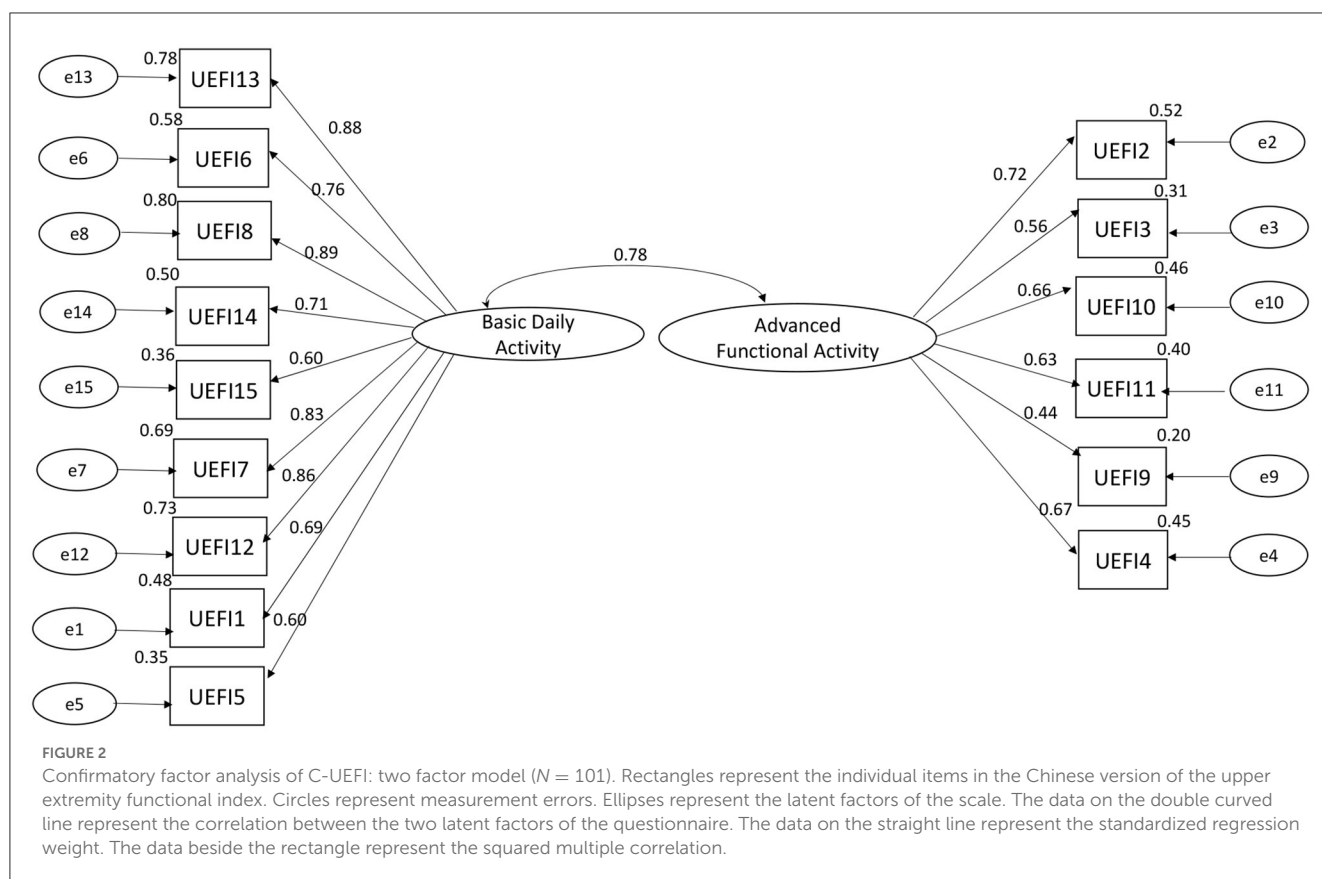 0.78
e13
UEFI13
0.88
0.58
e6
UEFI6
0.76
0.80
e8
UEFI8
0.89
0.50
e14
UEFI14
0.71
0.36
e15
UEFI15
0.60
0.69
e7
UEFI7
0.83
0.73
e12
UEFI12
0.86
0.48
e1
UEFI1
0.69
0.35
e5
UEFI5
0.60
Basic Daily
Activity
0.78
Advanced
Functional Activity
0.72
0.52
UEFI2
e2
0.56
0.31
UEFI3
e3
0.66
0.46
UEFI10
e10
0.63
0.40
UEFI11
e11
0.44
0.20
UEFI9
e9
0.67
0.45
UEFI4
e4
FIGURE 2
Confirmatory factor analysis of C-UEFI: two factor model (N = 101). Rectangles represent the individual items in the Chinese version of the upper
extremity functional index. Circles represent measurement errors. Ellipses represent the latent factors of the scale. The data on the double curved
line represent the correlation between the two latent factors of the questionnaire. The data on the straight line represent the standardized regression
weight. The data beside the rectangle represent the squared multiple correlation.